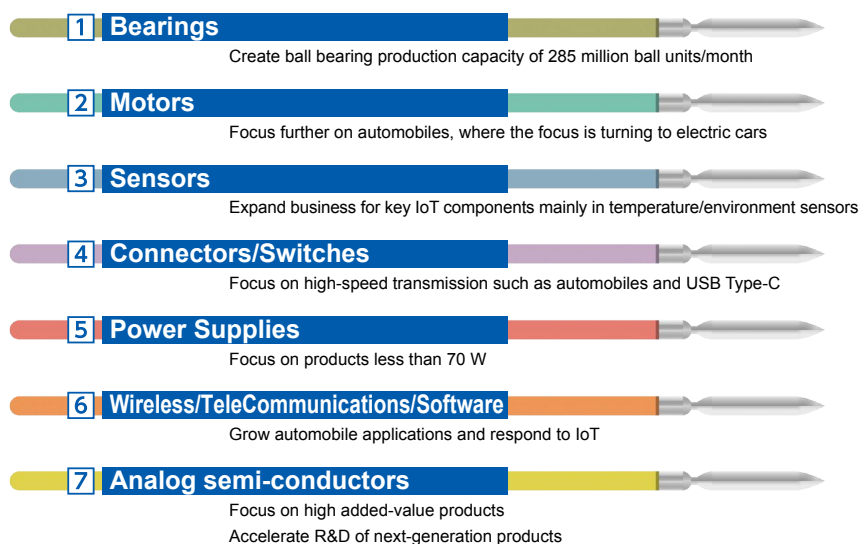 1 Bearings
Create ball bearing production capacity of 285 million ball units/month
2 Motors
Focus further on automobiles, where the focus is turning to electric cars
3 Sensors
Expand business for key IoT components mainly in temperature/environment sensors
4 Connectors/Switches
Focus on high-speed transmission such as automobiles and USB Type-C
5 Power Supplies
Focus on products less than 70 W
6 Wireless/TeleCommunications/Software
Grow automobile applications and respond to IoT
7 Analog semi-conductors
Focus on high added-value products
Accelerate R&D of next-generation products